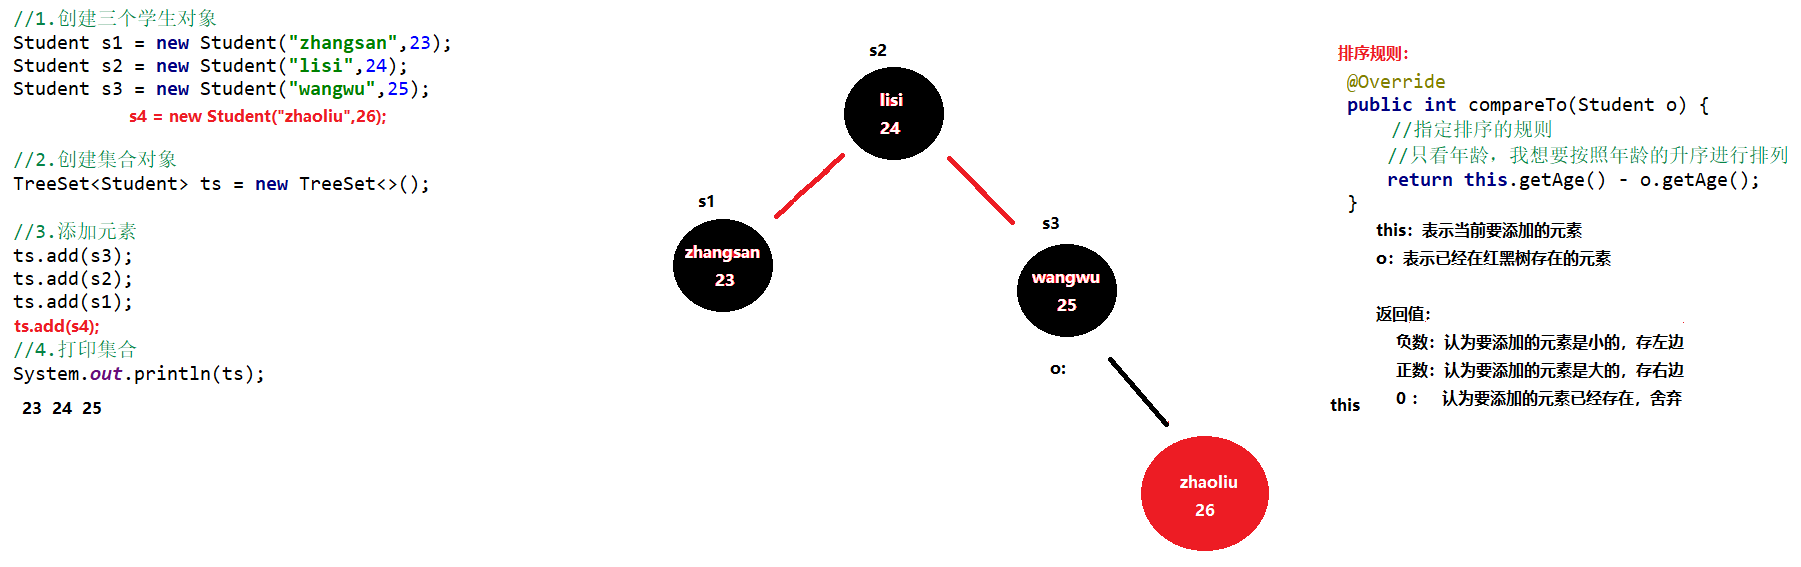 //1.创建三个学生对象
Student s1 = new Student("zhangsan",23);
Student s2 = new Student("lisi",24);
Student s3 = new Student("wangwu",25);
s4 = new Student("zhaoliu",26);
//2.创建集合对象
TreeSet<Student> ts = new TreeSet<>();
//3.添加元素
ts.add(s3);
ts.add(s2);
ts.add(s1);
ts.add(s4);
//4.打印集合
System.out.println(ts);
23 24 25
s2
lisi
24
s1
zhangsan
23
s3
wangwu
25
o:
zhaoliu
26
排序规则:
@Override
public int compareTo(Student o) {
//指定排序的规则
//只看年龄，我想要按照年龄的升序进行排列
return this.getAge() - o.getAge();
}
this：表示当前要添加的元素
o：表示已经在红黑树存在的元素
返回值：
负数：认为要添加的元素是小的，存左边
正数：认为要添加的元素是大的，存右边
0 ： 认为要添加的元素已经存在，舍弃
this